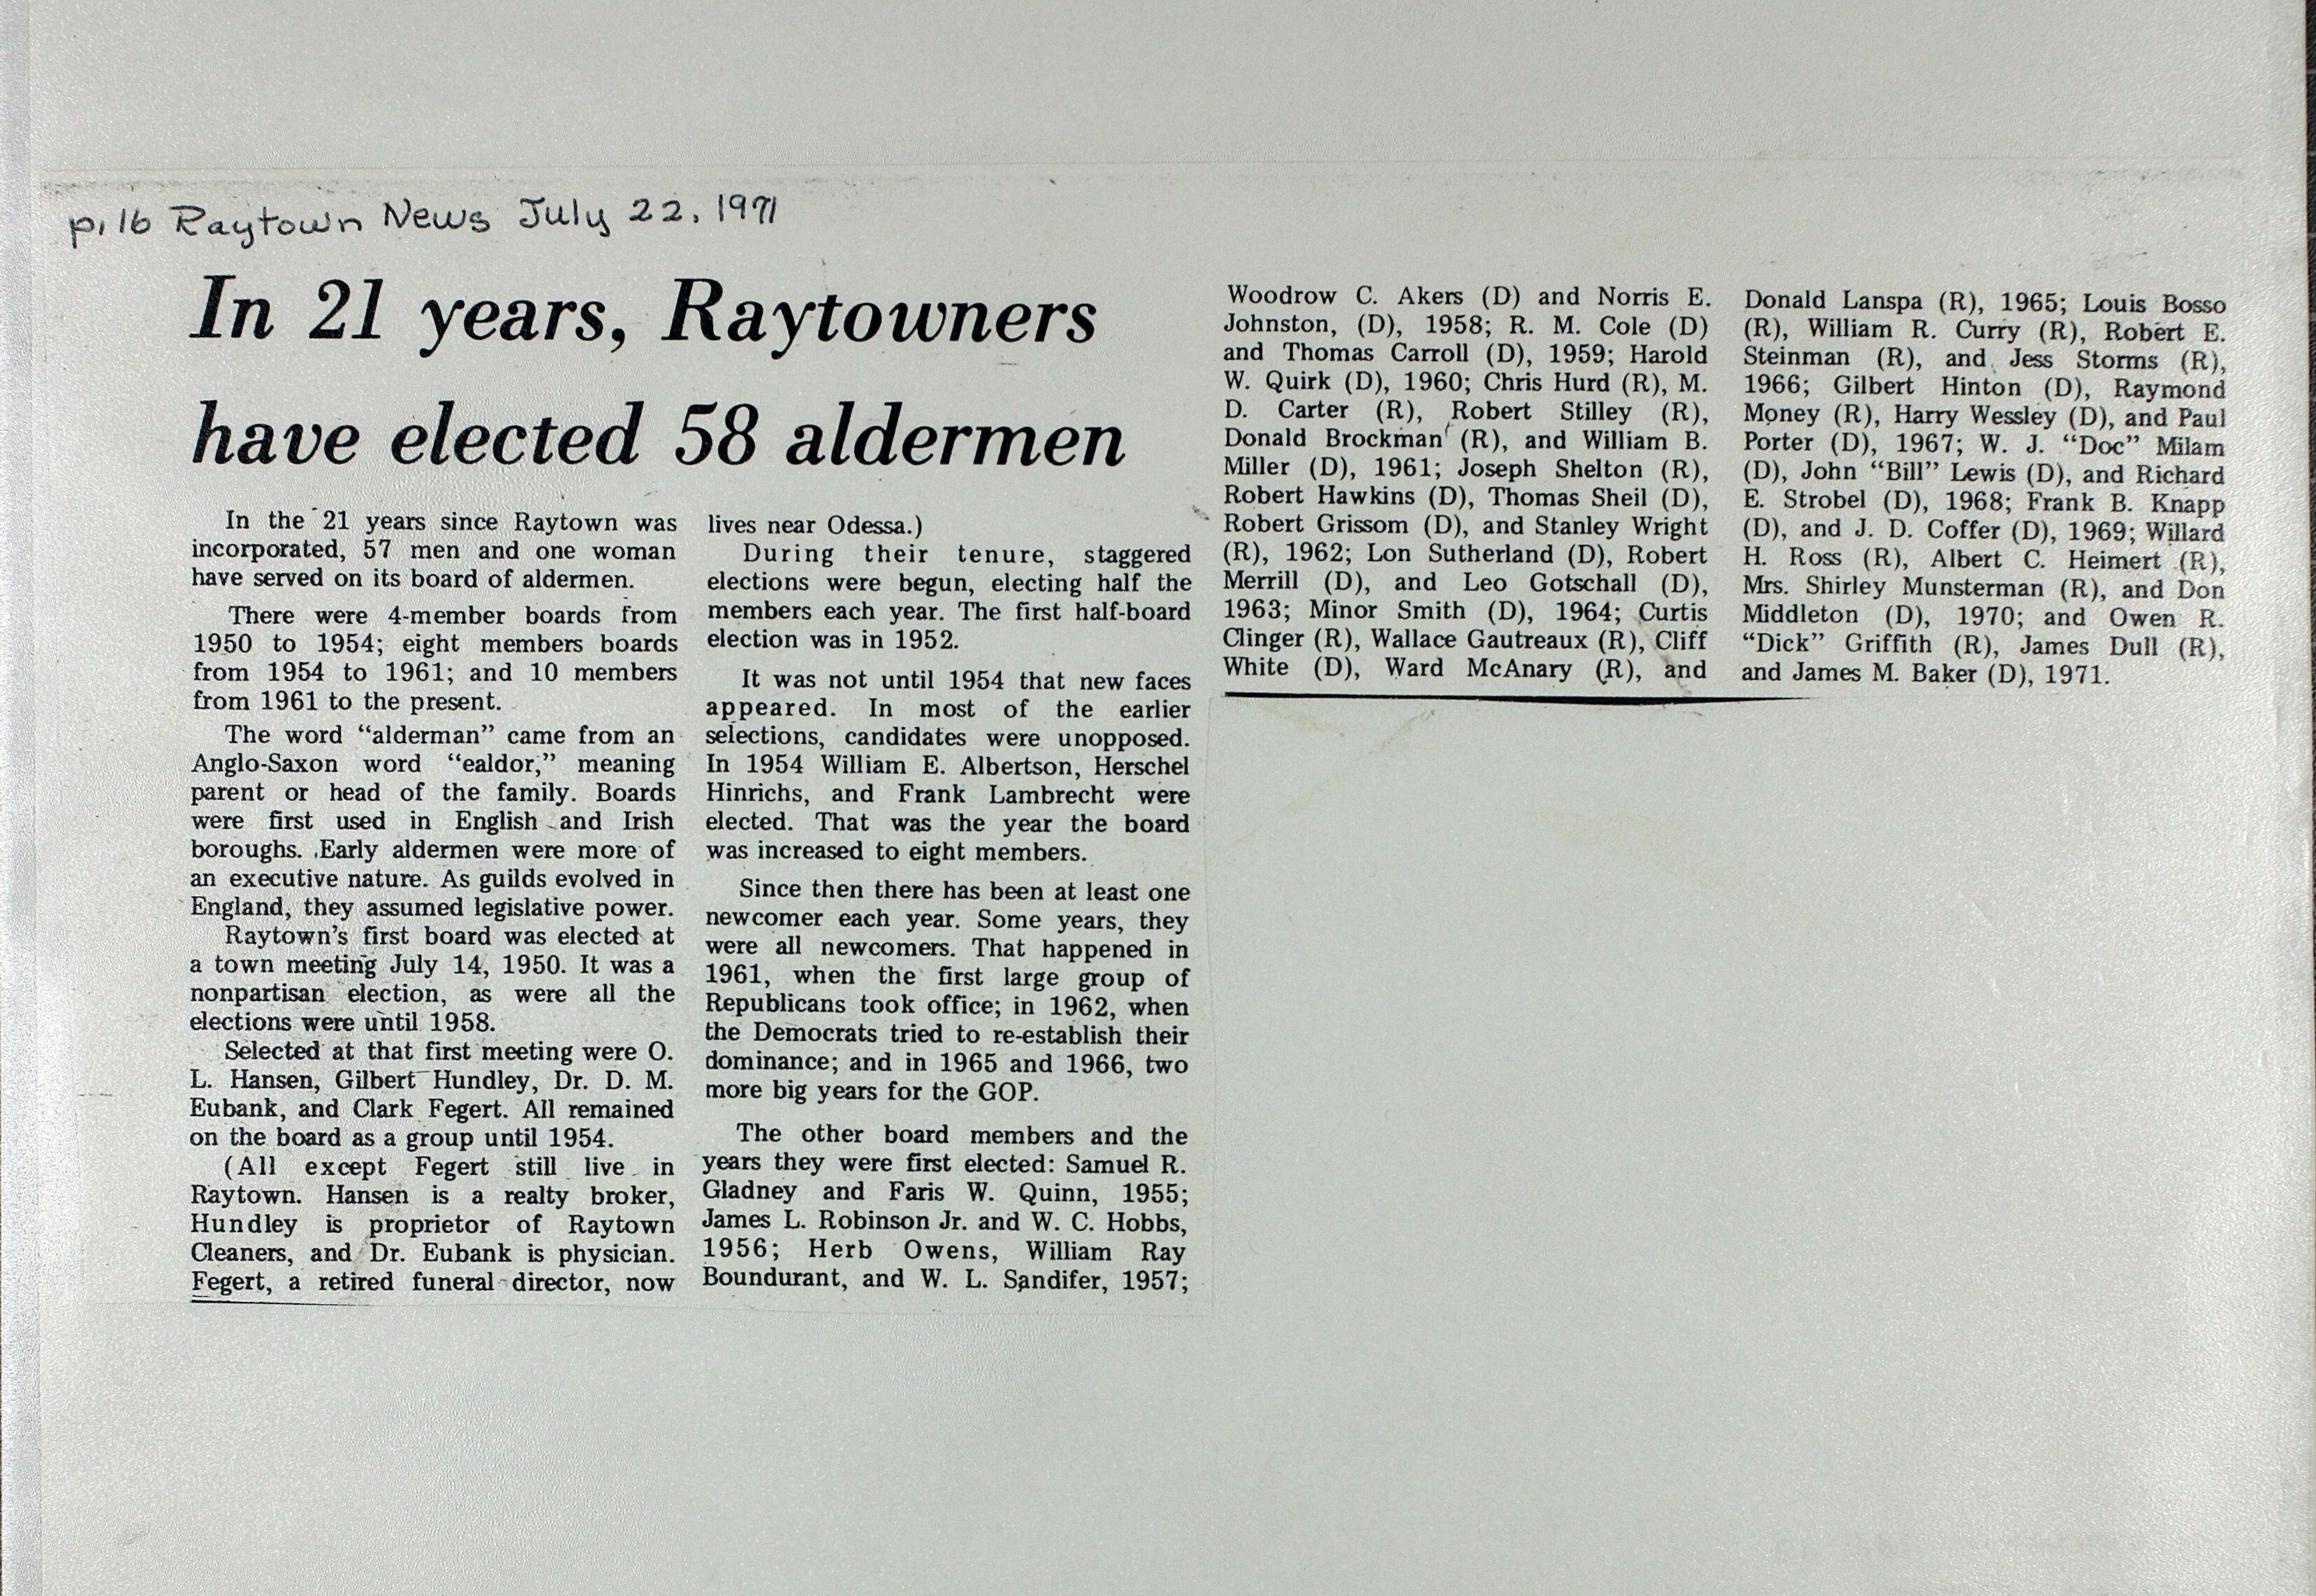 p. 16 Raytown News July 22, 1971
In 21 years, Raytowners
have elected 58 aldermen
In the 21 years since Raytown was
incorporated, 57 men and one woman
have served on its board of aldermen.
There were 4-member boards from
1950 to 1954; eight members boards
from 1954 to 1961; and 10 members
from 1961 to the present.
The word “alderman” came from an
Anglo-Saxon word “ealdor,” meaning
parent or head of the family. Boards
were first used in English and Irish
boroughs. Early aldermen were more of
an executive nature. As guilds evolved in
England, they assumed legislative power.
Raytown’s first board was elected at
a town meeting July 14, 1950. It was a
nonpartisan election, as were all the
elections were until 1958.
Selected at that first meeting were O.
L. Hansen, Gilbert Hundley, Dr. D. M.
Eubank, and Clark Fegert. All remained
on the board as a group until 1954.
(All except Fegert still live in
Raytown. Hansen is a realty broker,
Hundley is proprietor of Raytown
Cleaners, and Dr. Eubank is physician.
Fegert, a retired funeral director, now
lives near Odessa.)
During their tenure, staggered
elections were begun, electing half the
members each year. The first half-board
election was in 1952.
It was not until 1954 that new faces
appeared. In most of the earlier
selections, candidates were unopposed.
In 1954 William E. Albertson, Herschel
Hinrichs, and Frank Lambrecht were
elected. That was the year the board
was increased to eight members.
Since then there has been at least one
newcomer each year. Some years, they
were all newcomers. That happened in
1961, when the first large group of
Republicans took office; in 1962, when
the Democrats tried to re-establish their
dominance; and in 1965 and 1966, two
more big years for the GOP.
The other board members and the
years they were first elected: Samuel R.
Gladney and Faris W. Quinn, 1955;
James L. Robinson Jr. and W. C. Hobbs,
1956; Herb Owens, William Ray
Boundurant, and W. L. Sandifer, 1957;
Woodrow C. Akers (D) and Norris E.
Johnston, (D), 1958; R. M. Cole (D)
and Thomas Carroll (D), 1959; Harold
W. Quirk (D), 1960; Chris Hurd (R), M.
D. Carter (R), Robert Stilley (R),
Donald Brockman (R), and William B.
Miller (D), 1961; Joseph Shelton (R),
Robert Hawkins (D), Thomas Sheil (D),
Robert Grissom (D), and Stanley Wright
(R), 1962; Lon Sutherland (D), Robert
Merrill (D), and Leo Gotschall (D),
1963; Minor Smith (D), 1964; Curtis
Clinger (R), Wallace Gautreaux (R), Cliff
White (D), Ward McAnary (R), and
Donald Lanspa (R), 1965; Louis Bosso
(R), William R. Curry (R), Robert E.
Steinman (R), and Jess Storms (R),
1966; Gilbert Hinton (D), Raymond
Money (R), Harry Wessley (D), and Paul
Porter (D), 1967; W. J. “Doc” Milam
(D), John “Bill” Lewis (D), and Richard
E. Strobel (D), 1968; Frank B. Knapp
(D), and J. D. Coffer (D), 1969; Willard
H. Ross (R), Albert C. Heimert (R),
Mrs. Shirley Munsterman (R), and Don
Middleton (D), 1970; and Owen R.
“Dick” Griffith (R), James Dull (R),
and James M. Baker (D), 1971.